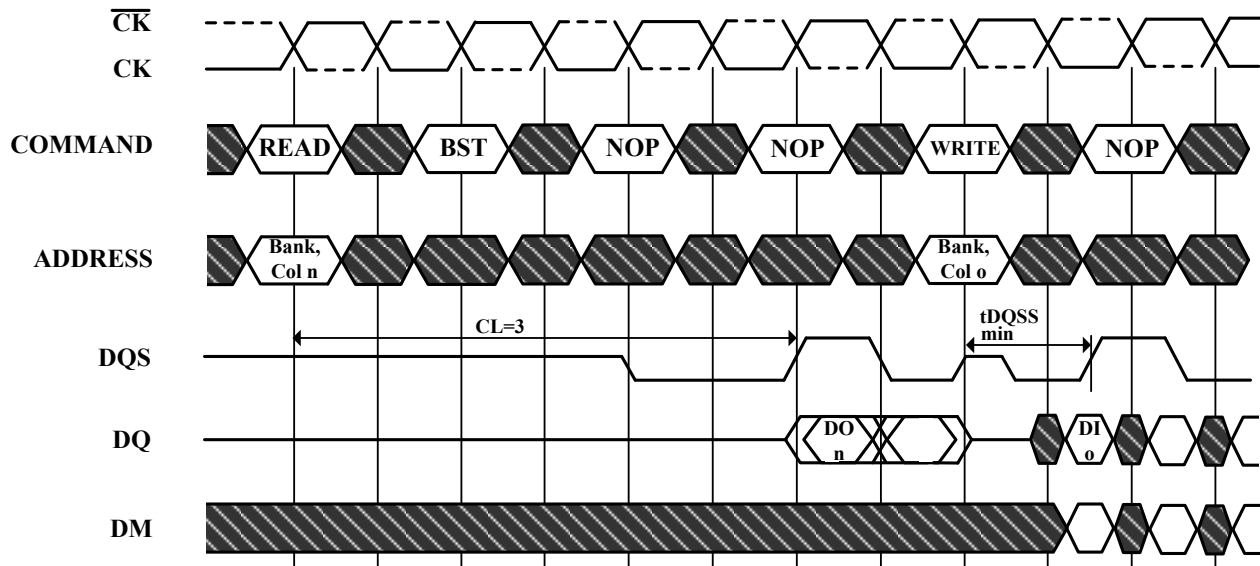 CK
CK
COMMAND
READ
BST
NOP
NOP
WRITE
NOP
ADDRESS
Bank,
Col n
Bank,
Col o
DQS
CL=3
tDQSS
min
DQ
DO
n
DI
o
DM